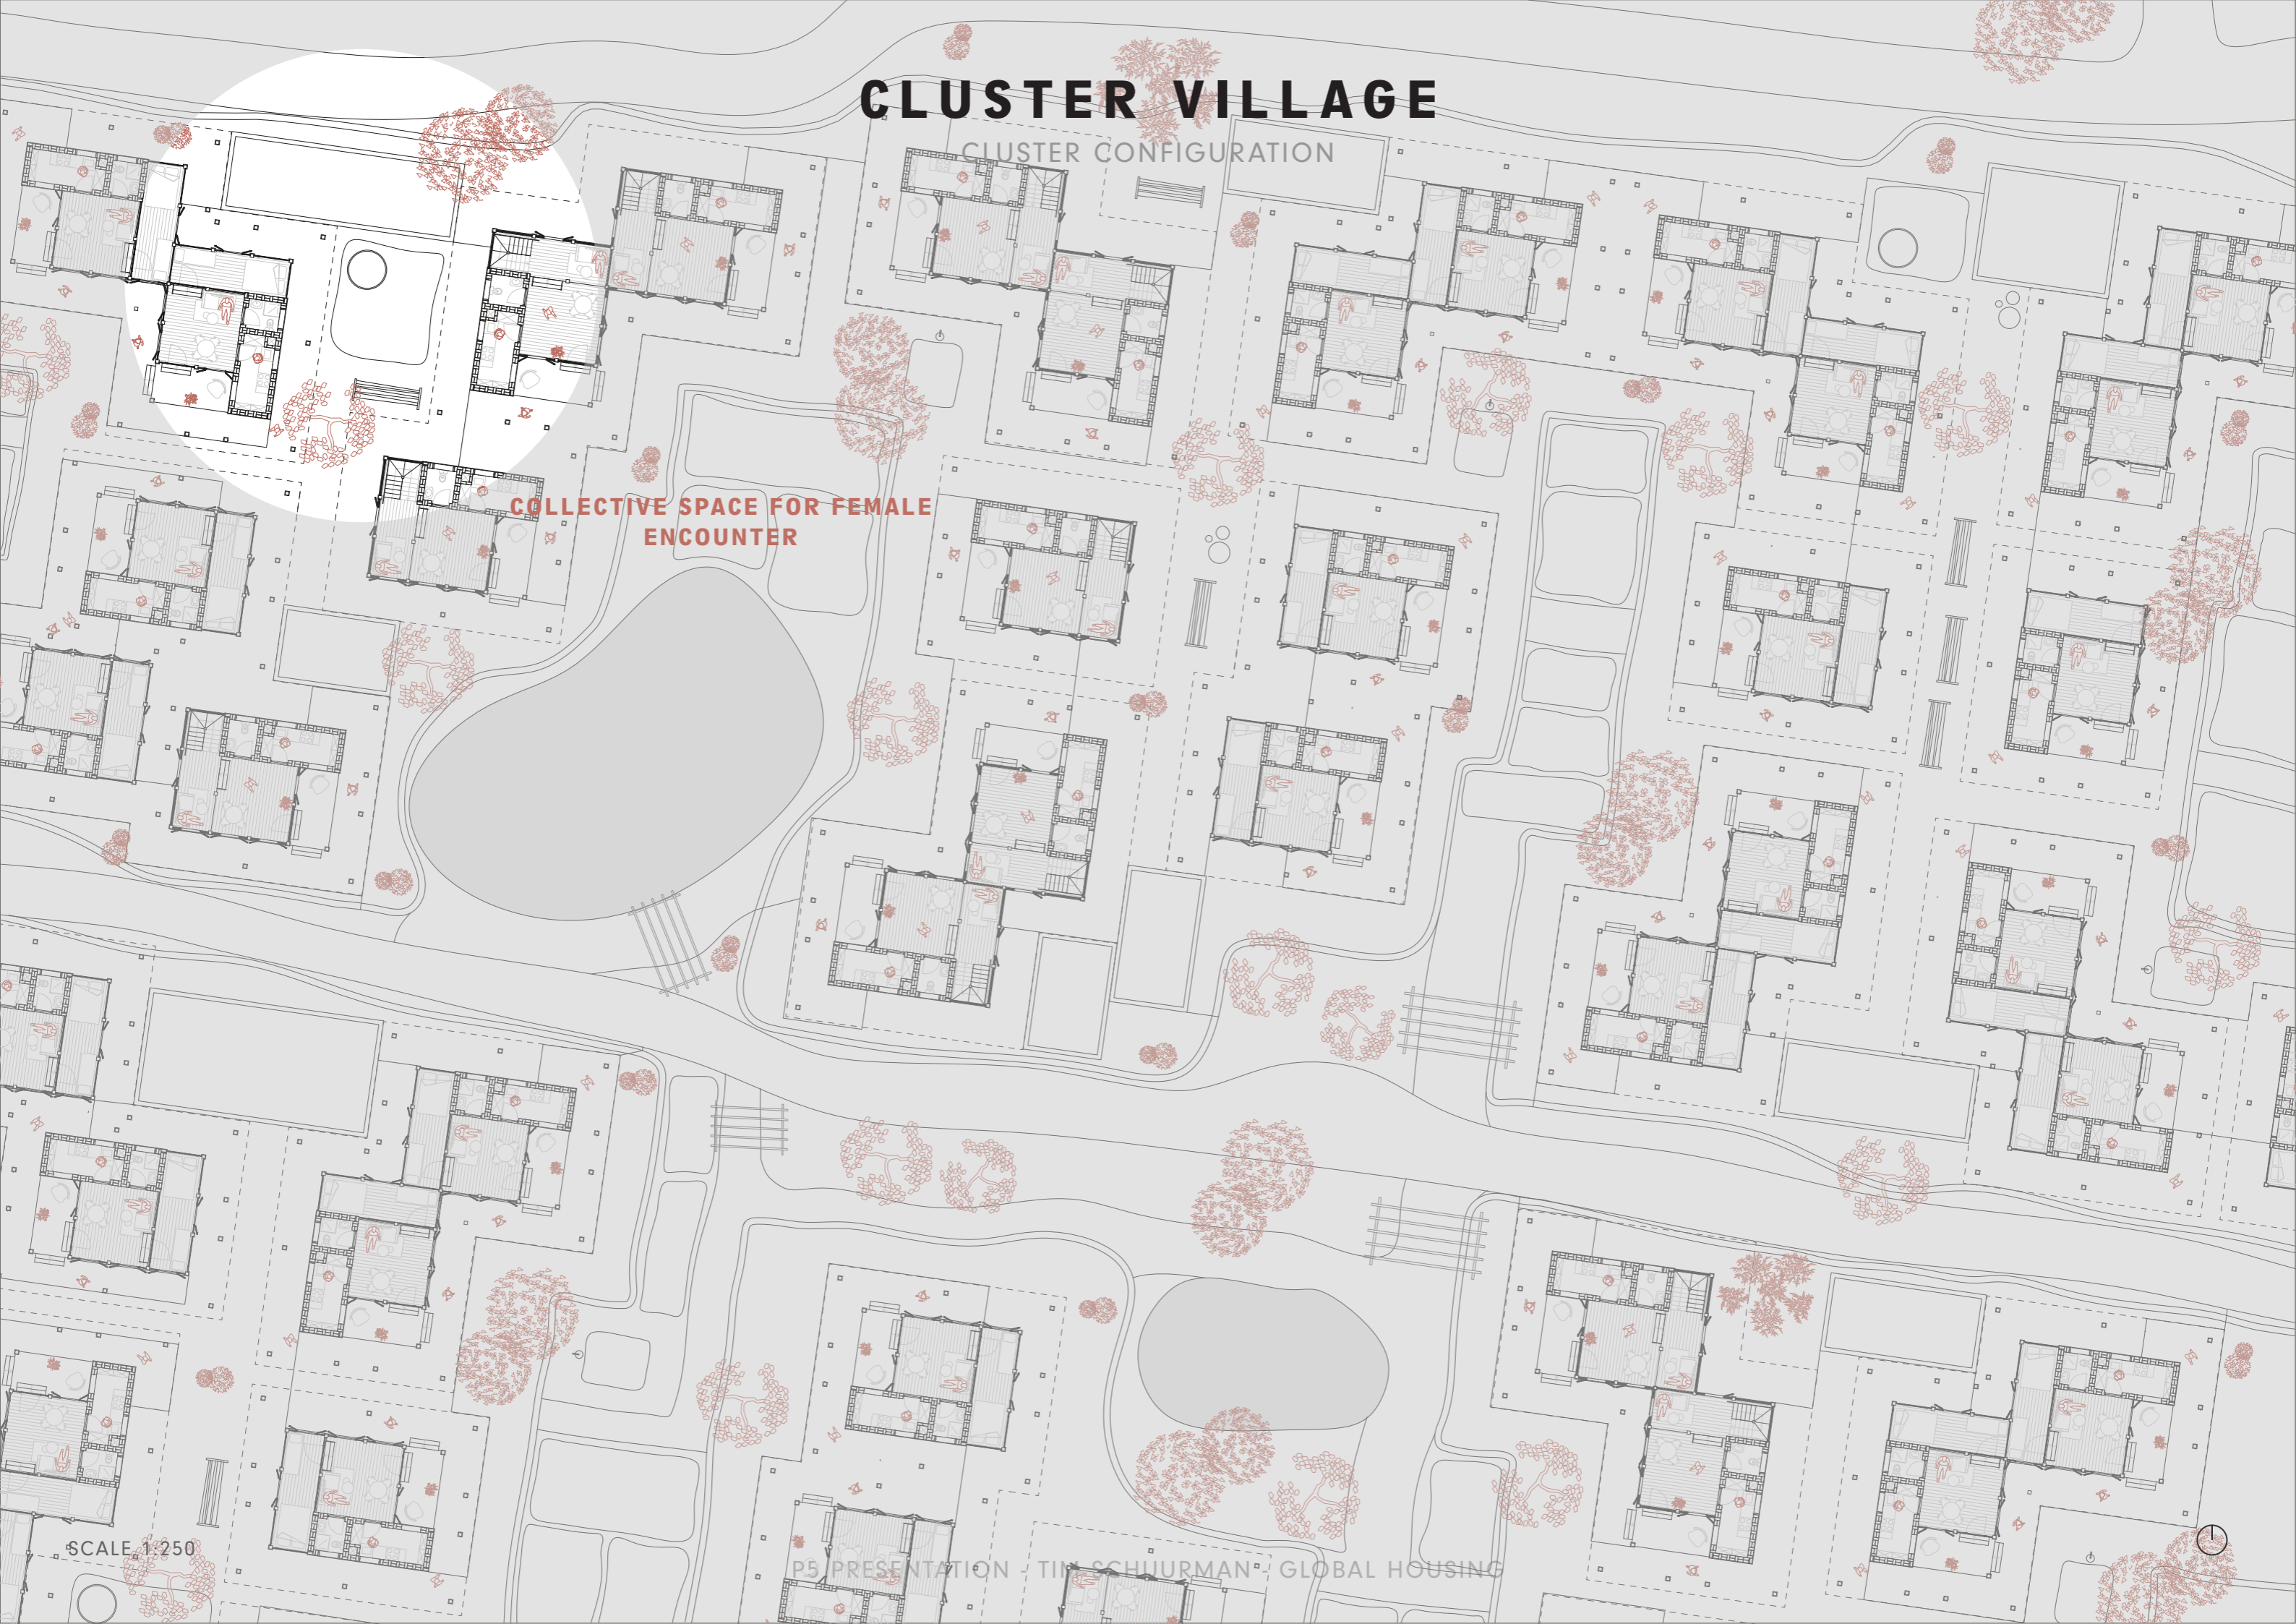 CLUSTER VILLAGE
CLUSTER CONFIGURATION
COLLECTIVE SPACE FOR FEMALE
ENCOUNTER
SCALE 1:250
P5 PRESENTATION - TIM SCHUURMAN - GLOBAL HOUSING